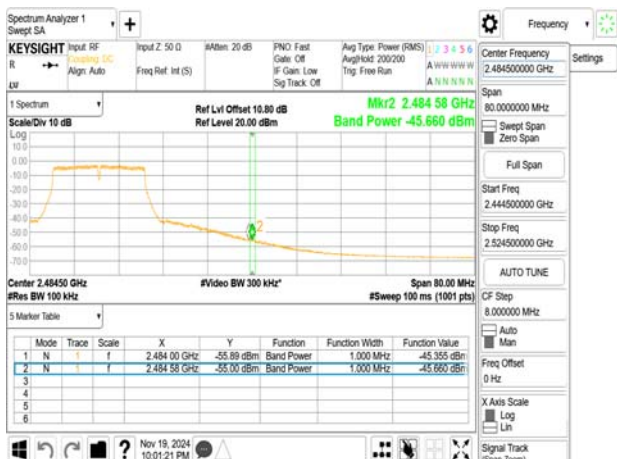 Spectrum Analyzer 1
Swept SA
+
Frequency
KEYSIGHT Input: RF Input Z: 50 Ω #Atten: 20 dB PNO: Fast Avg Type: Power (RMS) 1 2 3 4 5 6
R Coupling: DC Gate: Off Avg|Hold: 200/200 A W W W W W
Align: Auto Freq Ref: Int (S) IF Gain: Low Trig: Free Run
Sig Track: Off A N N N N N
1 Spectrum Ref Lvl Offset 10.80 dB Mkr2 2.484 58 GHz
Scale/Div 10 dB Ref Level 20.00 dBm Band Power -45.660 dBm
Log
10.0
0.00
-10.0
-20.0
-30.0
-40.0
-50.0
-60.0
-70.0
2
Center 2.48450 GHz #Video BW 300 kHz* Span 80.00 MHz
#Res BW 100 kHz #Sweep 100 ms (1001 pts)
5 Marker Table
Mode Trace Scale X Y Function Function Width Function Value
1 N 1 f 2.484 00 GHz -55.89 dBm Band Power 1.000 MHz -45.355 dBm
2 N 1 f 2.484 58 GHz -55.00 dBm Band Power 1.000 MHz -45.660 dBm
3
4
5
6
Nov 19, 2024
10:01:21 PM
Center Frequency
2.484500000 GHz
Settings
Span
80.0000000 MHz
Swept Span
Zero Span
Full Span
Start Freq
2.444500000 GHz
Stop Freq
2.524500000 GHz
AUTO TUNE
CF Step
8.000000 MHz
Auto
Man
Freq Offset
0 Hz
X Axis Scale
Log
Lin
Signal Track
(Span Zoom)